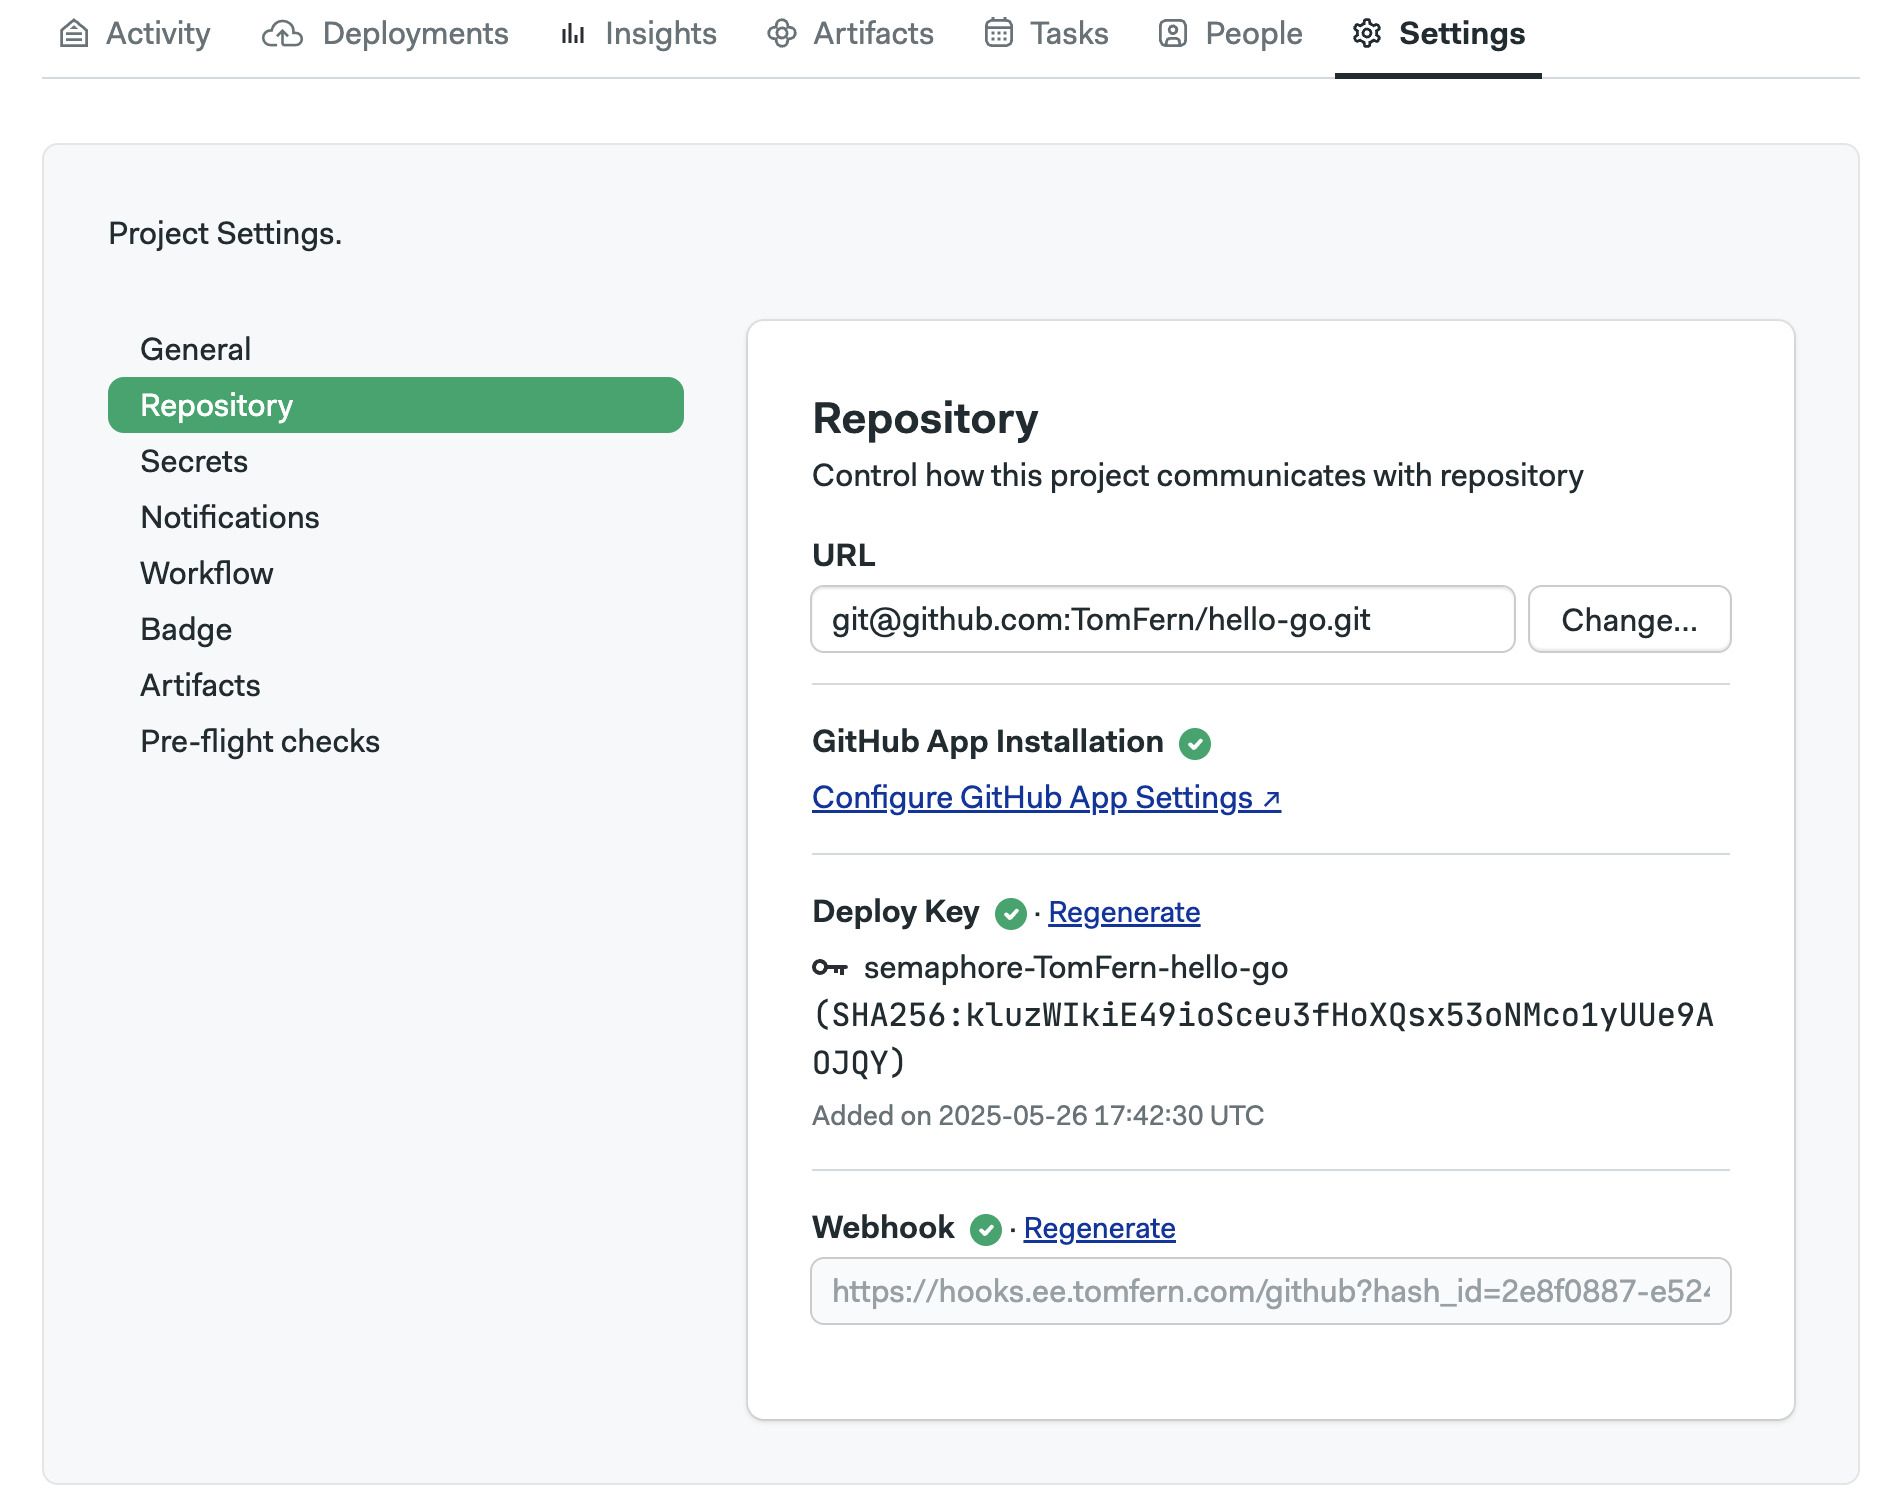 Activity Deployments Insights Artifacts Tasks People Settings
Project Settings.
General
Repository
Secrets
Notifications
Workflow
Badge
Artifacts
Pre-flight checks
Repository
Control how this project communicates with repository
URL
git@github.com:TomFern/hello-go.git Change...
GitHub App Installation
Configure GitHub App Settings ↗
Deploy Key · Regenerate
semaphore-TomFern-hello-go
(SHA256:kluzWIkiE49ioSceu3fHoXQsx53oNMco1yUUe9A
OJQY)
Added on 2025-05-26 17:42:30 UTC
Webhook · Regenerate
https://hooks.ee.tomfern.com/github?hash_id=2e8f0887-e524